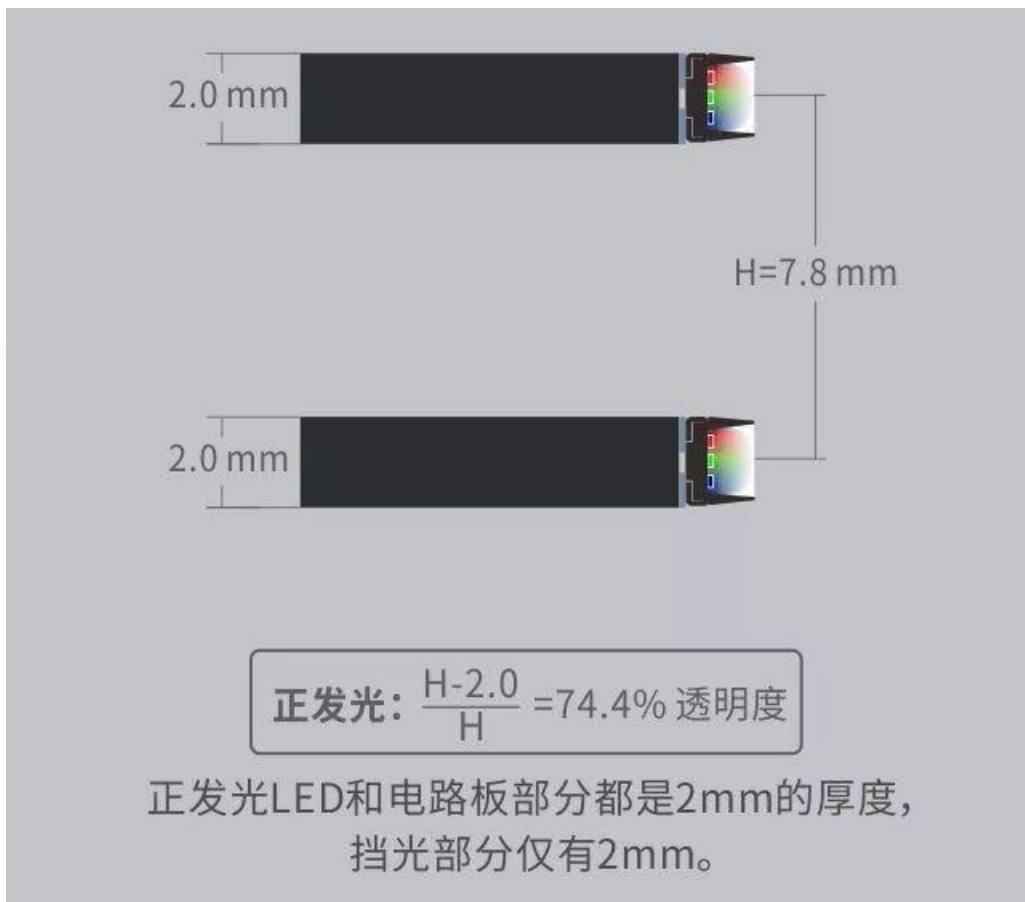 2.0 mm
H=7.8 mm
2.0 mm
正发光： H-2.0
H
=74.4% 透明度
正发光LED和电路板部分都是2mm的厚度，
挡光部分仅有2mm。